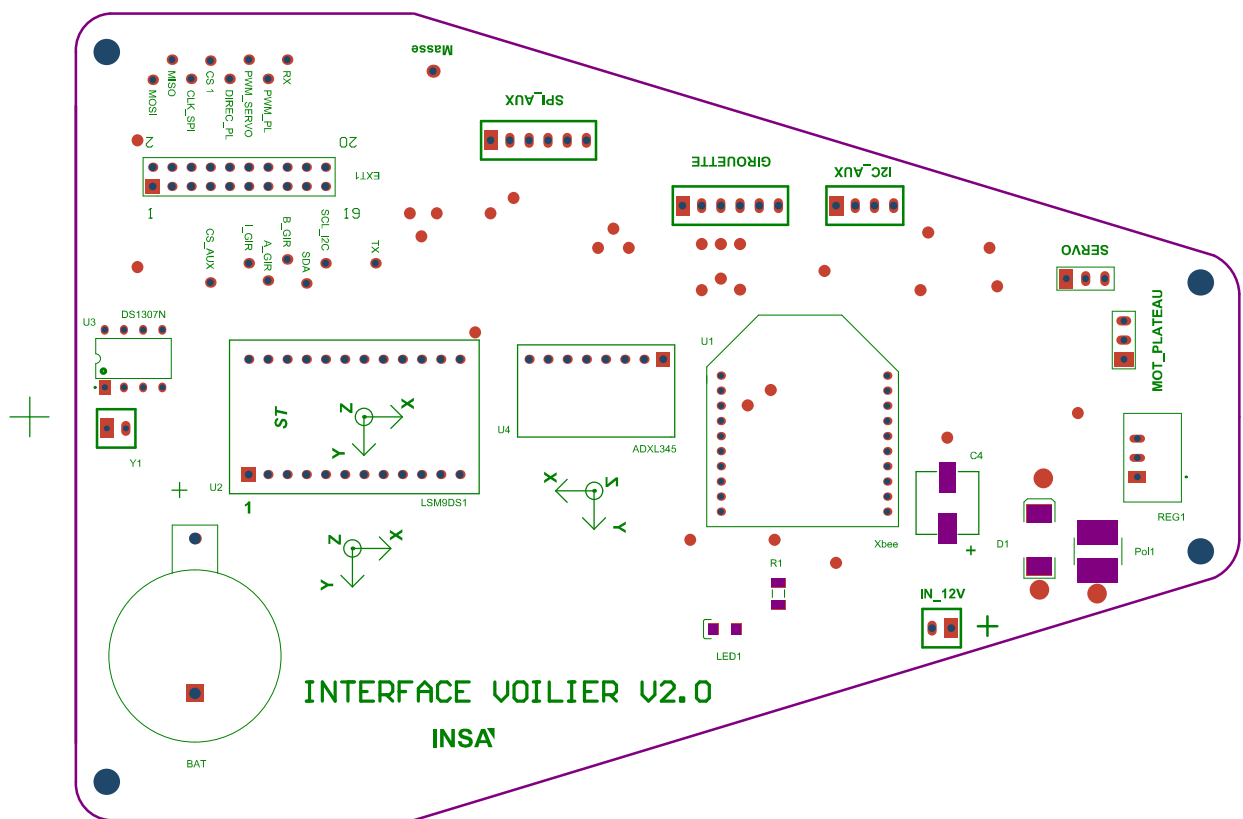 Masse
MOSI
MISO
CLK_SPI
CS 1
DIREC_PL
PWM_SERVO
PWM_PL
RX
2
20
EXT1
1
19
CS_AUX
I_GIR
A_GIR
B_GIR
SDA
SCL_I2C
TX
SPI_AUX
GIROUETTE
I2C_AUX
SERVO
MOT_PLATEAU
U3
DS1307N
Y1
U2
ST
Z
X
Y
1
LSM9DS1
U4
ADXL345
X
Z
Y
Z
X
Y
U1
Xbee
C4
+
D1
Pol1
REG1
R1
LED1
IN_12V
+
BAT
INTERFACE VOILIER V2.0
INSA